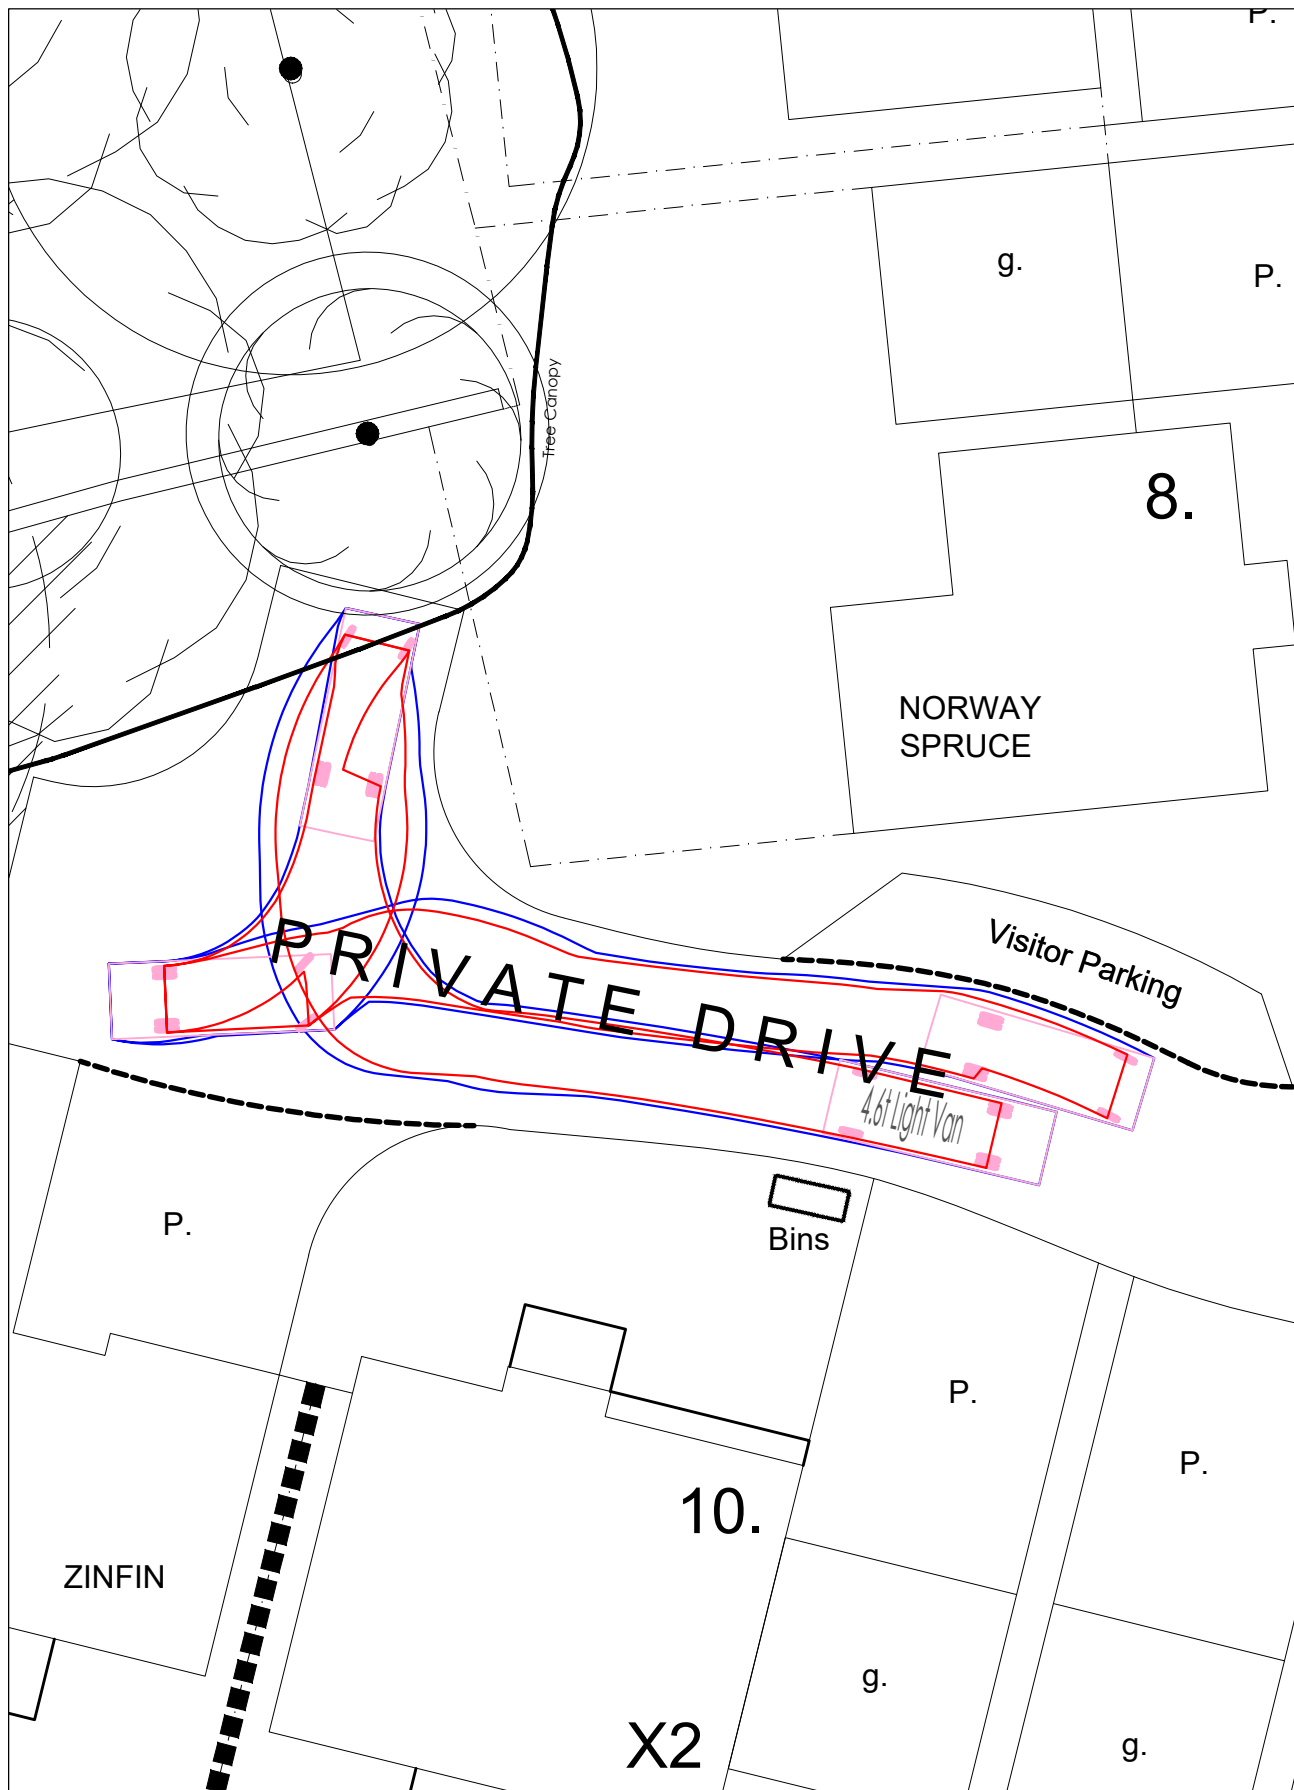 P.
g.
P.
Tree Canopy
8.
NORWAY
SPRUCE
Visitor Parking
PRIVATE DRIVE
4.6t Light Van
P.
Bins
P.
P.
10.
ZINFIN
g.
X2
g.